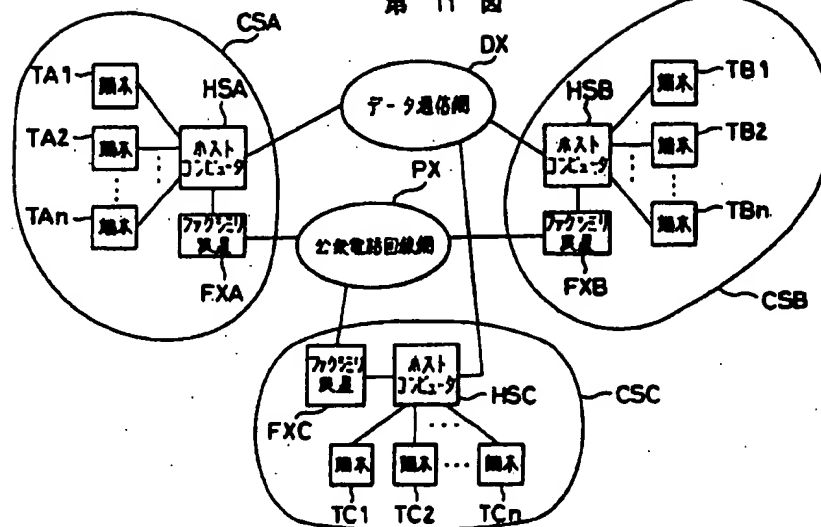 第 11 図
CSA
DX
TA1
端末
HSA
データ通信網
HSB
端末
TB1
TA2
端末
ホスト
コンピュータ
ホスト
コンピュータ
端末
TB2
PX
TAn
端末
ファクシミリ
装置
公衆電話回線網
ファクシミリ
装置
端末
TBn
FXA
FXB
CSB
ファクシミリ
装置
ホスト
コンピュータ
HSC
CSC
FXC
端末
端末
端末
TC1
TC2
TCn